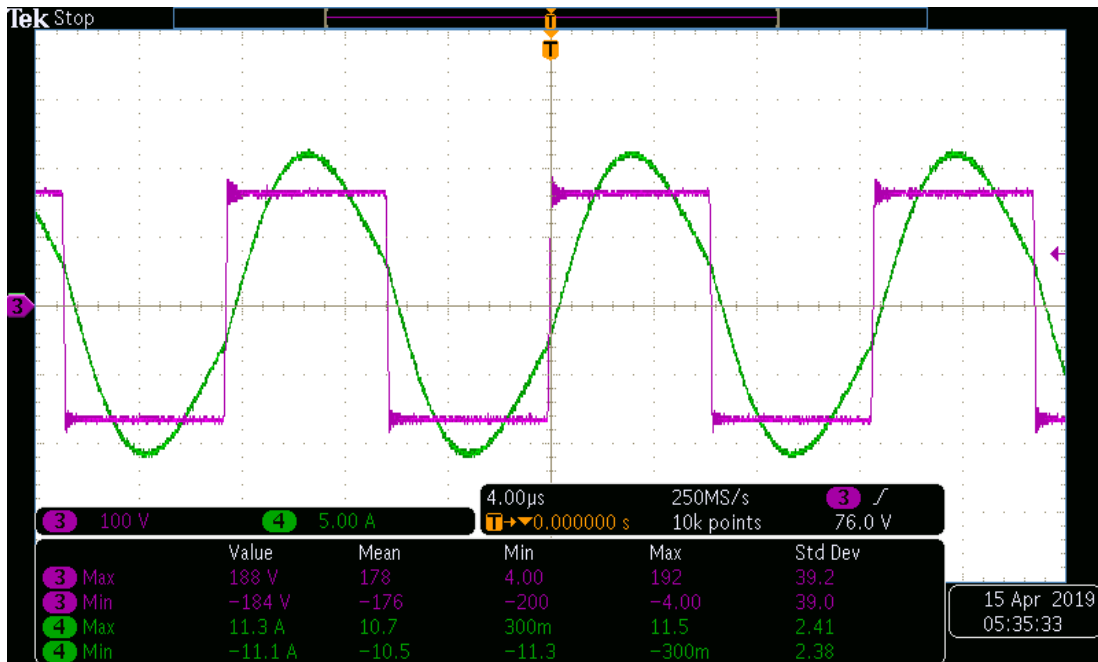 Tek Stop
T
T
3
4.00µs 250MS/s 3
T→▼0.000000 s 10k points 76.0 V
3 100 V 4 5.00 A
Value Mean Min Max Std Dev
3 Max 188 V 178 4.00 192 39.2
3 Min −184 V −176 −200 −4.00 39.0
4 Max 11.3 A 10.7 300m 11.5 2.41
4 Min −11.1 A −10.5 −11.3 −300m 2.38
15 Apr 2019
05:35:33